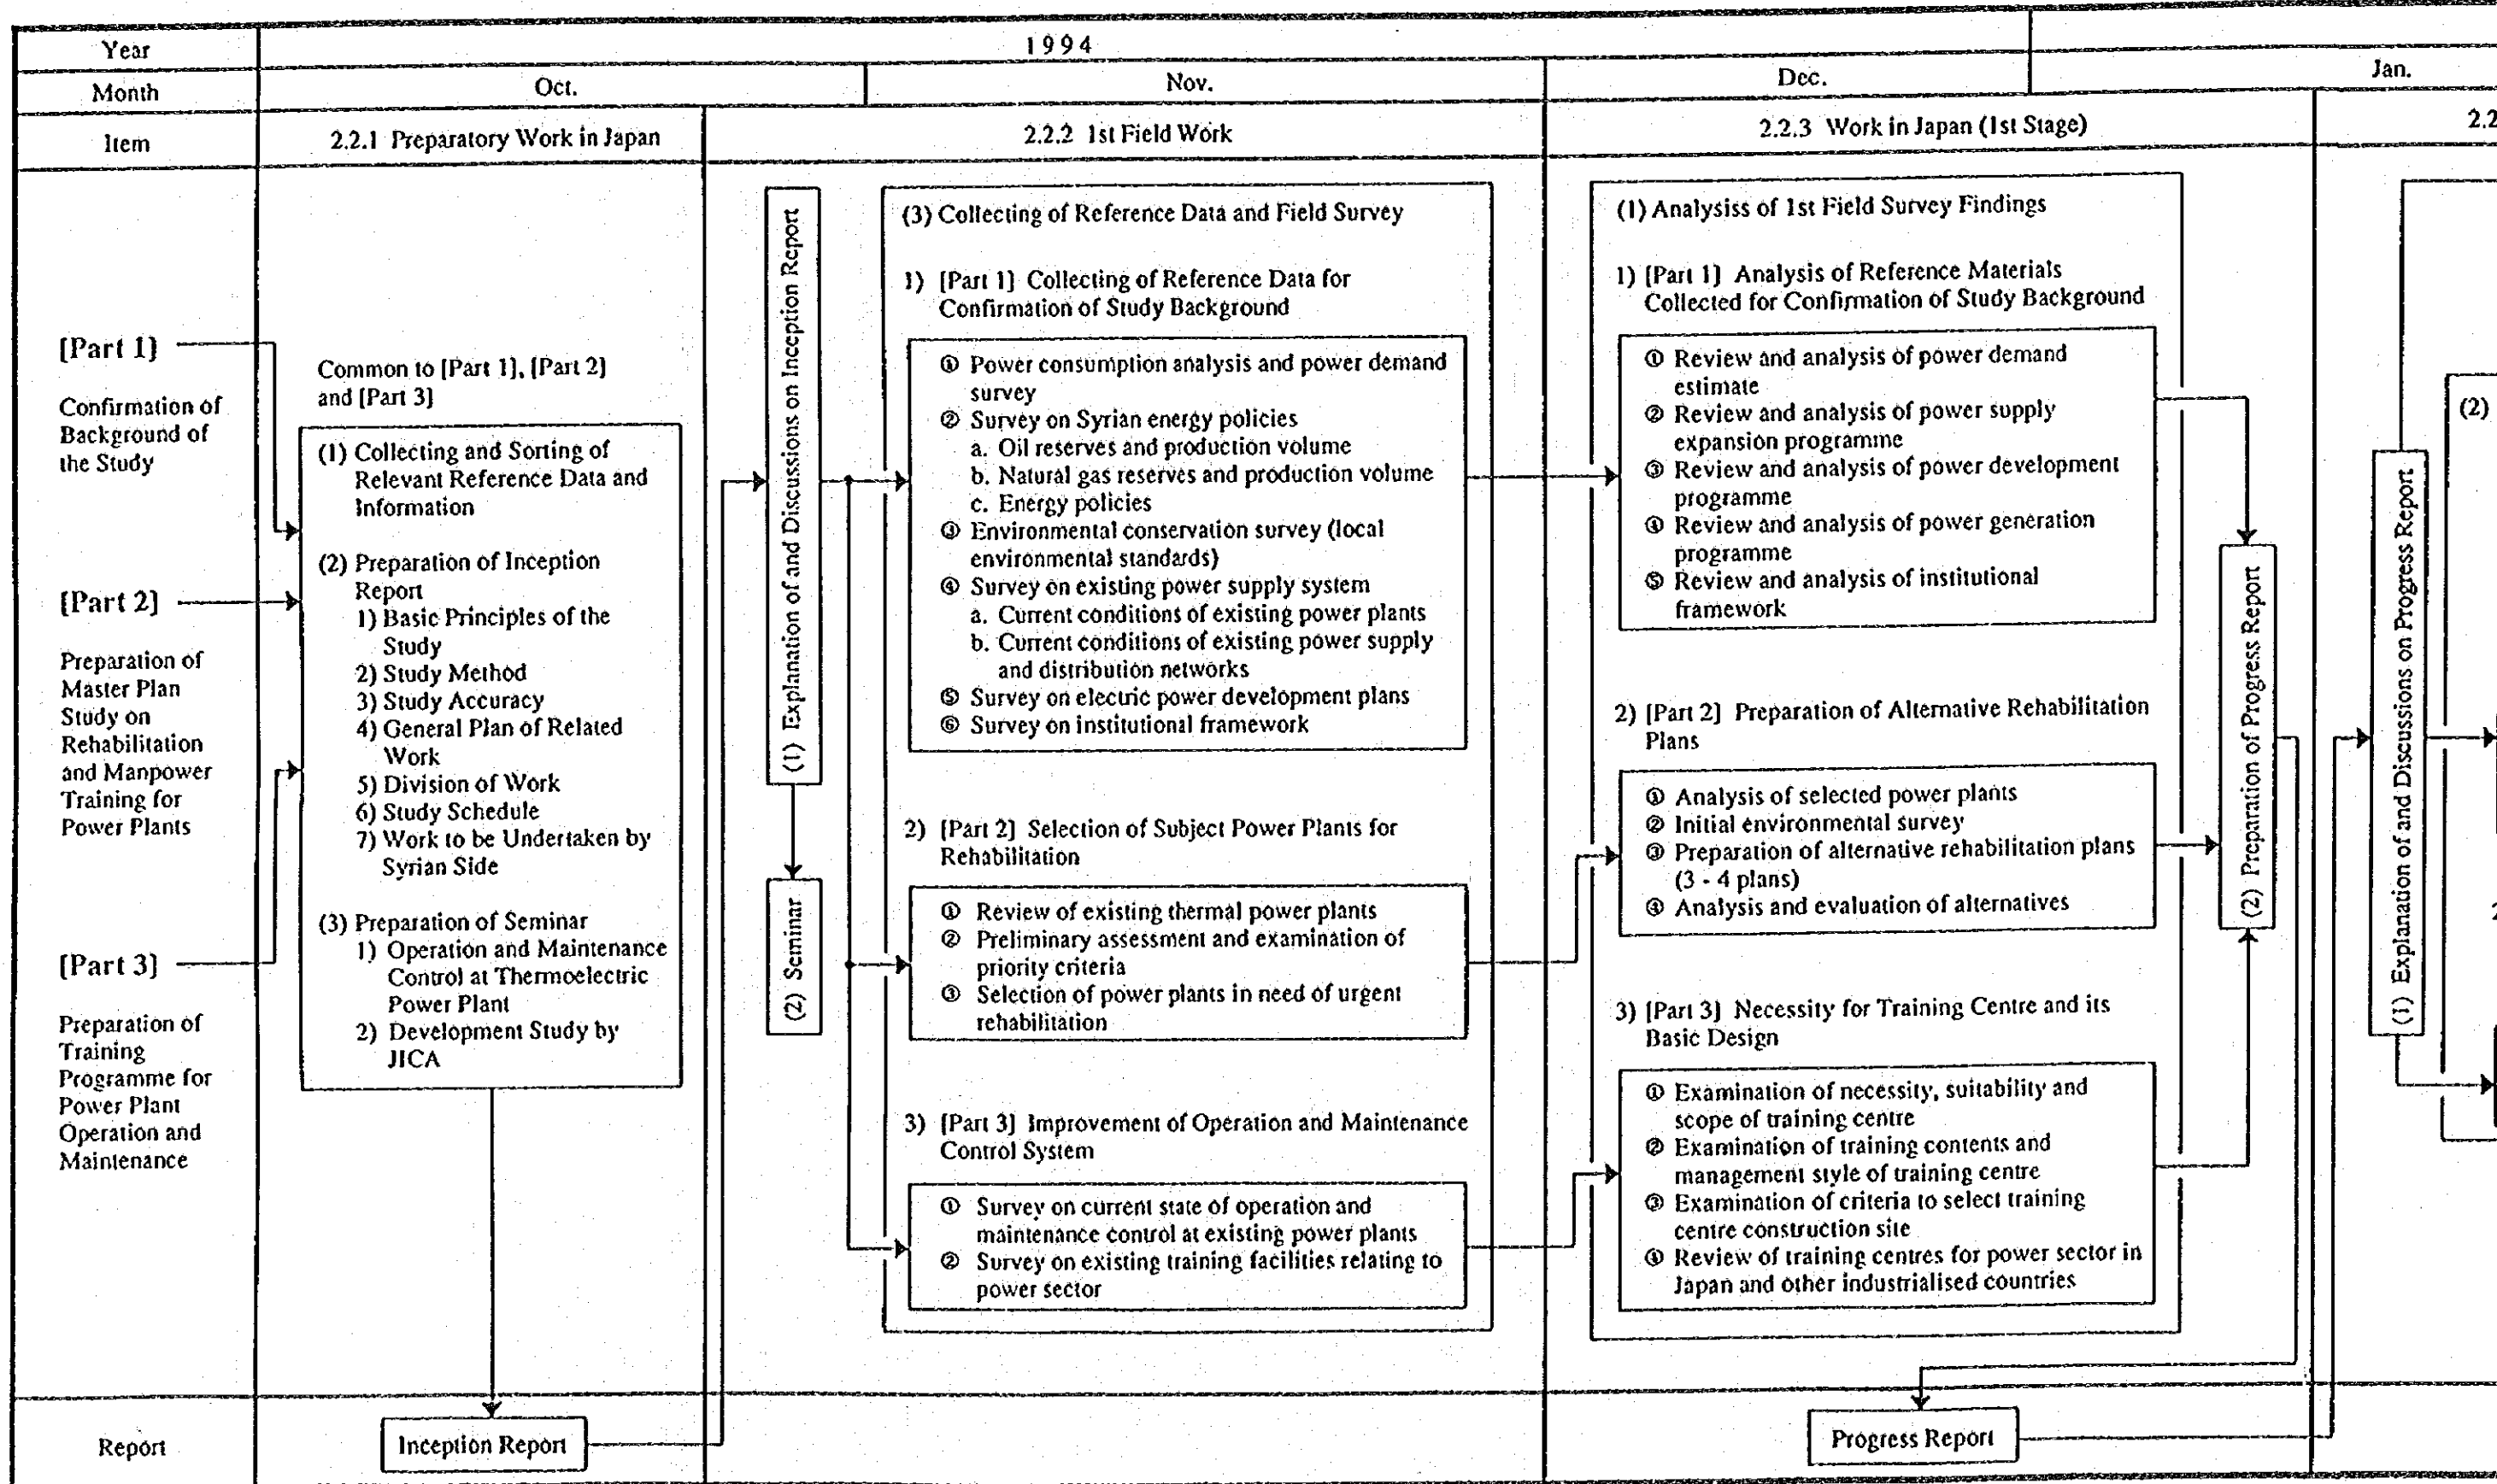 Year
1994
Month
Oct.
Nov.
Dec.
Jan.
Item
2.2.1 Preparatory Work in Japan
2.2.2 1st Field Work
2.2.3 Work in Japan (1st Stage)
2.2
[Part 1]
Confirmation of
Background of
the Study
[Part 2]
Preparation of
Master Plan
Study on
Rehabilitation
and Manpower
Training for
Power Plants
[Part 3]
Preparation of
Training
Programme for
Power Plant
Operation and
Maintenance
Common to [Part 1], [Part 2]
and [Part 3]
(1) Collecting and Sorting of
Relevant Reference Data and
Information
(2) Preparation of Inception
Report
1) Basic Principles of the
Study
2) Study Method
3) Study Accuracy
4) General Plan of Related
Work
5) Division of Work
6) Study Schedule
7) Work to be Undertaken by
Syrian Side
(3) Preparation of Seminar
1) Operation and Maintenance
Control at Thermoelectric
Power Plant
2) Development Study by
JICA
(1) Explanation of and Discussions on Inception Report
(2) Seminar
(3) Collecting of Reference Data and Field Survey
1) [Part 1] Collecting of Reference Data for
Confirmation of Study Background
① Power consumption analysis and power demand
survey
② Survey on Syrian energy policies
a. Oil reserves and production volume
b. Natural gas reserves and production volume
c. Energy policies
③ Environmental conservation survey (local
environmental standards)
④ Survey on existing power supply system
a. Current conditions of existing power plants
b. Current conditions of existing power supply
and distribution networks
⑤ Survey on electric power development plans
⑥ Survey on institutional framework
2) [Part 2] Selection of Subject Power Plants for
Rehabilitation
① Review of existing thermal power plants
② Preliminary assessment and examination of
priority criteria
③ Selection of power plants in need of urgent
rehabilitation
3) [Part 3] Improvement of Operation and Maintenance
Control System
① Survey on current state of operation and
maintenance control at existing power plants
② Survey on existing training facilities relating to
power sector
(1) Analysiss of 1st Field Survey Findings
1) [Part 1] Analysis of Reference Materials
Collected for Confirmation of Study Background
① Review and analysis of power demand
estimate
② Review and analysis of power supply
expansion programme
③ Review and analysis of power development
programme
④ Review and analysis of power generation
programme
⑤ Review and analysis of institutional
framework
2) [Part 2] Preparation of Alternative Rehabilitation
Plans
① Analysis of selected power plants
② Initial environmental survey
③ Preparation of alternative rehabilitation plans
(3 - 4 plans)
④ Analysis and evaluation of alternatives
3) [Part 3] Necessity for Training Centre and its
Basic Design
① Examination of necessity, suitability and
scope of training centre
② Examination of training contents and
management style of training centre
③ Examination of criteria to select training
centre construction site
④ Review of training centres for power sector in
Japan and other industrialised countries
(2) Preparation of Progress Report
(1) Explanation of and Discussions on Progress Report
(2)
Report
Inception Report
Progress Report